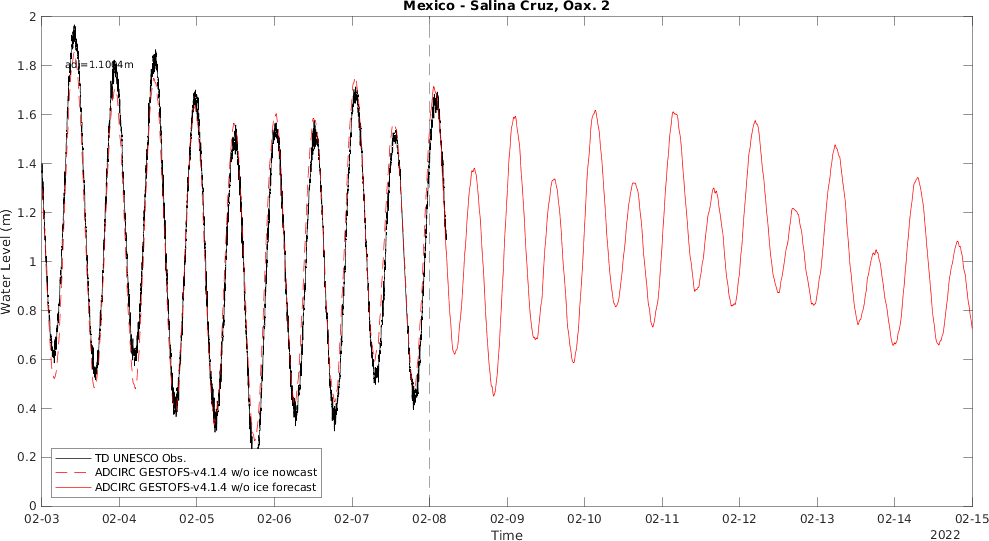 Mexico - Salina Cruz, Oax. 2
2
1.8
1.6
1.4
1.2
1
0.8
0.6
0.4
0.2
0
Water Level (m)
TD UNESCO Obs.
ADCIRC GESTOFS-v4.1.4 w/o ice nowcast
ADCIRC GESTOFS-v4.1.4 w/o ice forecast
02-03 02-04 02-05 02-06 02-07 02-08 02-09 02-10 02-11 02-12 02-13 02-14 02-15
Time
2022